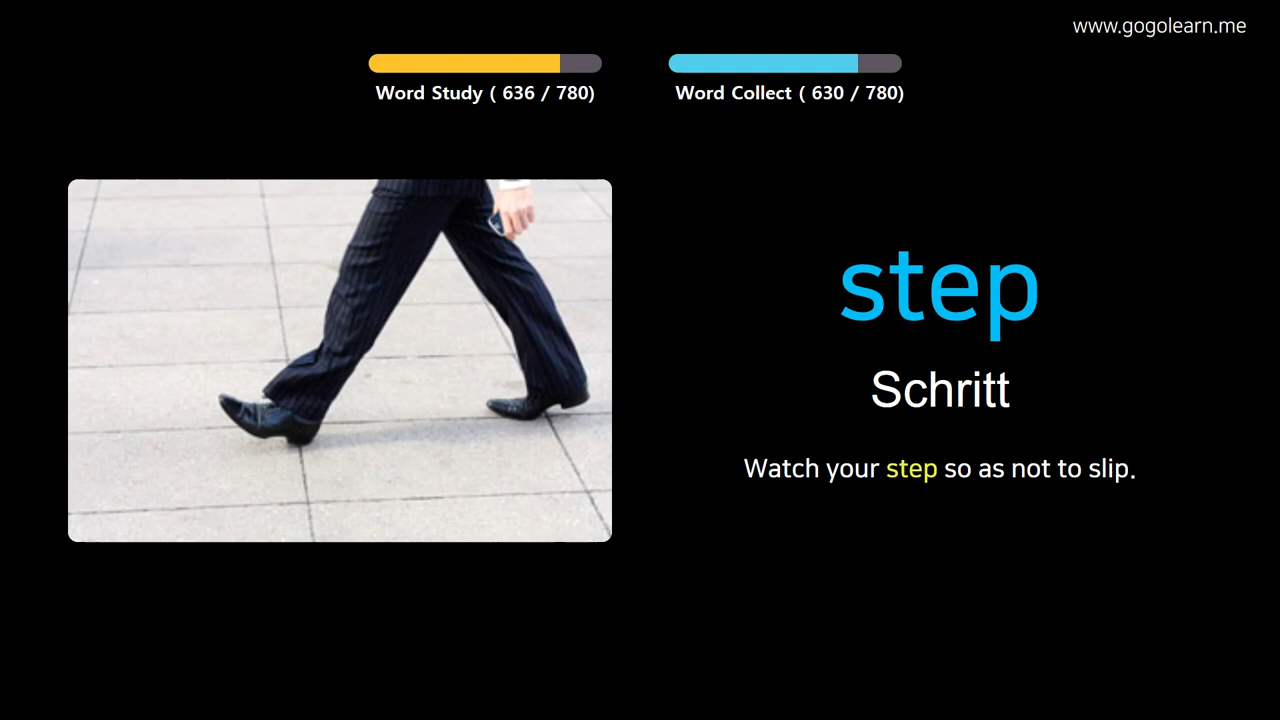 www.gogolearn.me
Word Study ( 636 / 780)
Word Collect ( 630 / 780)
step
Schritt
Watch your step so as not to slip.